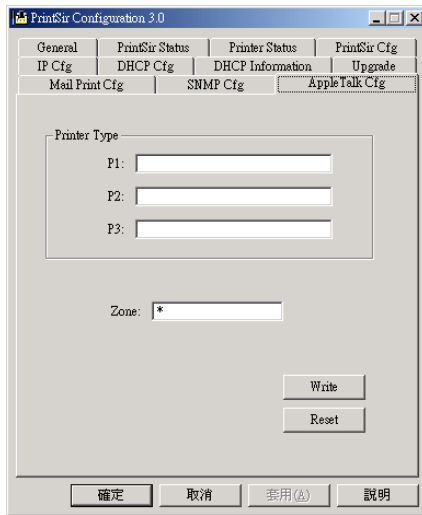 PrintSir Configuration 3.0
General PrintSir Status Printer Status PrintSir Cfg
IP Cfg DHCP Cfg DHCP Information Upgrade
Mail Print Cfg SNMP Cfg AppleTalk Cfg
Printer Type
P1:
P2:
P3:
Zone: *
Write
Reset
確定 取消 套用(A) 說明